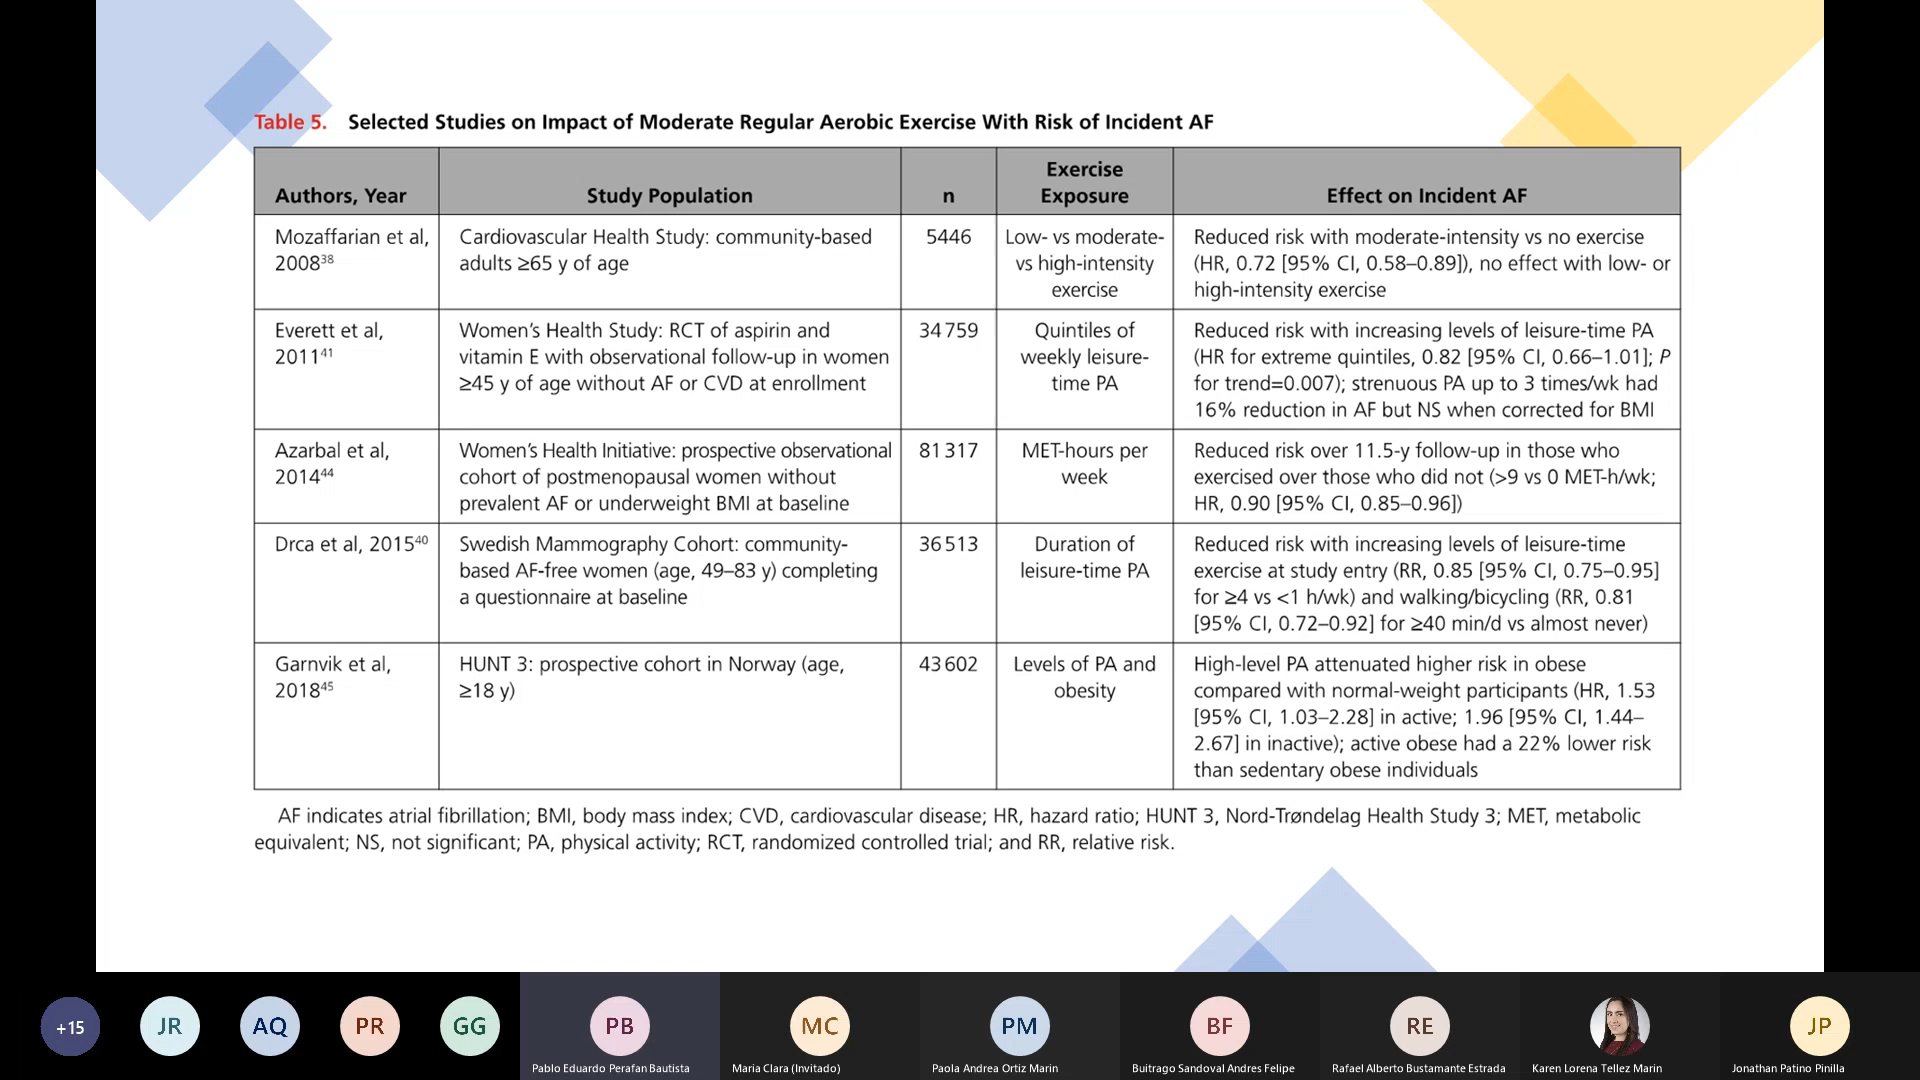 Table 5. Selected Studies on Impact of Moderate Regular Aerobic Exercise With Risk of Incident AF
Authors, Year
Study Population
n
Exercise
Exposure
Effect on Incident AF
Mozaffarian et al,
2008³⁸
Cardiovascular Health Study: community-based
adults ≥65 y of age
5446
Low- vs moderate-
vs high-intensity
exercise
Reduced risk with moderate-intensity vs no exercise
(HR, 0.72 [95% CI, 0.58–0.89]), no effect with low- or
high-intensity exercise
Everett et al,
2011⁴¹
Women's Health Study: RCT of aspirin and
vitamin E with observational follow-up in women
≥45 y of age without AF or CVD at enrollment
34759
Quintiles of
weekly leisure-
time PA
Reduced risk with increasing levels of leisure-time PA
(HR for extreme quintiles, 0.82 [95% CI, 0.66–1.01]; P
for trend=0.007); strenuous PA up to 3 times/wk had
16% reduction in AF but NS when corrected for BMI
Azarbal et al,
2014⁴⁴
Women's Health Initiative: prospective observational
cohort of postmenopausal women without
prevalent AF or underweight BMI at baseline
81317
MET-hours per
week
Reduced risk over 11.5-y follow-up in those who
exercised over those who did not (>9 vs 0 MET-h/wk;
HR, 0.90 [95% CI, 0.85–0.96])
Drca et al, 2015⁴⁰
Swedish Mammography Cohort: community-
based AF-free women (age, 49–83 y) completing
a questionnaire at baseline
36513
Duration of
leisure-time PA
Reduced risk with increasing levels of leisure-time
exercise at study entry (RR, 0.85 [95% CI, 0.75–0.95]
for ≥4 vs <1 h/wk) and walking/bicycling (RR, 0.81
[95% CI, 0.72–0.92] for ≥40 min/d vs almost never)
Garnvik et al,
2018⁴⁵
HUNT 3: prospective cohort in Norway (age,
≥18 y)
43602
Levels of PA and
obesity
High-level PA attenuated higher risk in obese
compared with normal-weight participants (HR, 1.53
[95% CI, 1.03–2.28] in active; 1.96 [95% CI, 1.44–
2.67] in inactive); active obese had a 22% lower risk
than sedentary obese individuals
AF indicates atrial fibrillation; BMI, body mass index; CVD, cardiovascular disease; HR, hazard ratio; HUNT 3, Nord-Trøndelag Health Study 3; MET, metabolic
equivalent; NS, not significant; PA, physical activity; RCT, randomized controlled trial; and RR, relative risk.
+15
JR
AQ
PR
GG
PB
MC
PM
BF
RE
JP
Pablo Eduardo Perafan Bautista
Maria Clara (Invitado)
Paola Andrea Ortiz Marin
Buitrago Sandoval Andres Felipe
Rafael Alberto Bustamante Estrada
Karen Lorena Tellez Marin
Jonathan Patino Pinilla